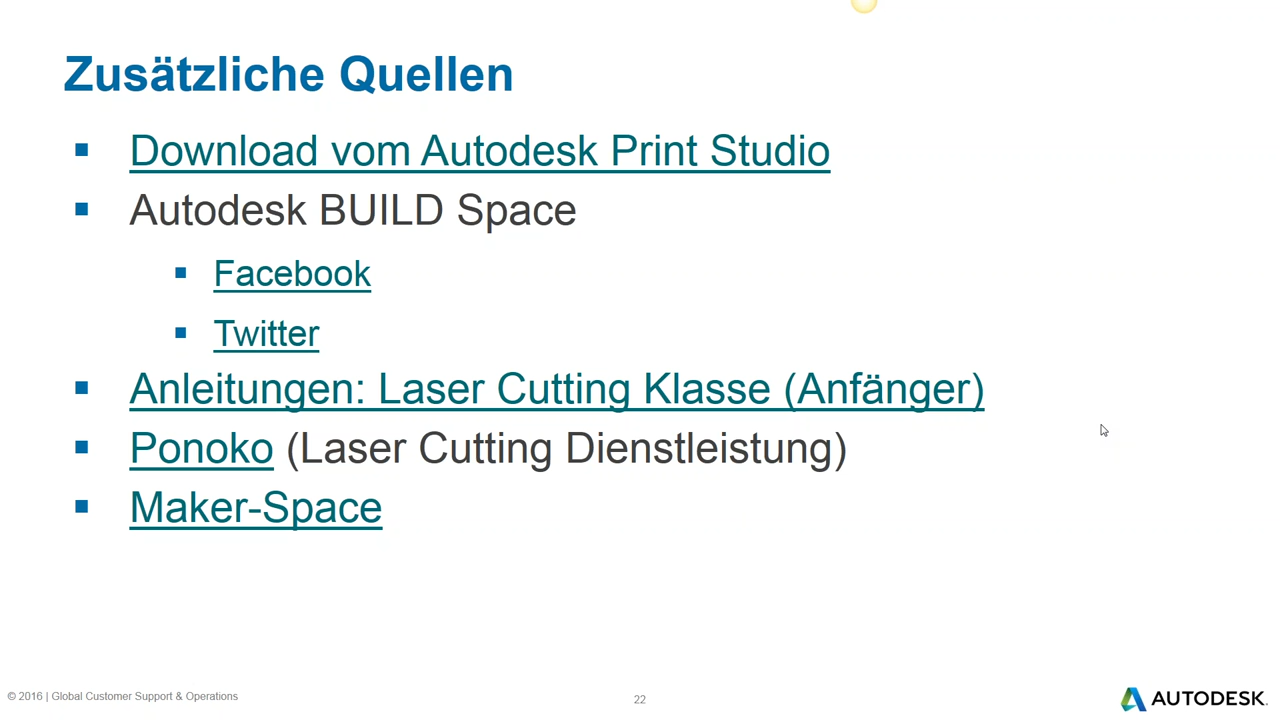 Zusätzliche Quellen
Download vom Autodesk Print Studio
Autodesk BUILD Space
Facebook
Twitter
Anleitungen: Laser Cutting Klasse (Anfänger)
Ponoko (Laser Cutting Dienstleistung)
Maker-Space
© 2016 | Global Customer Support & Operations
22
AUTODESK.